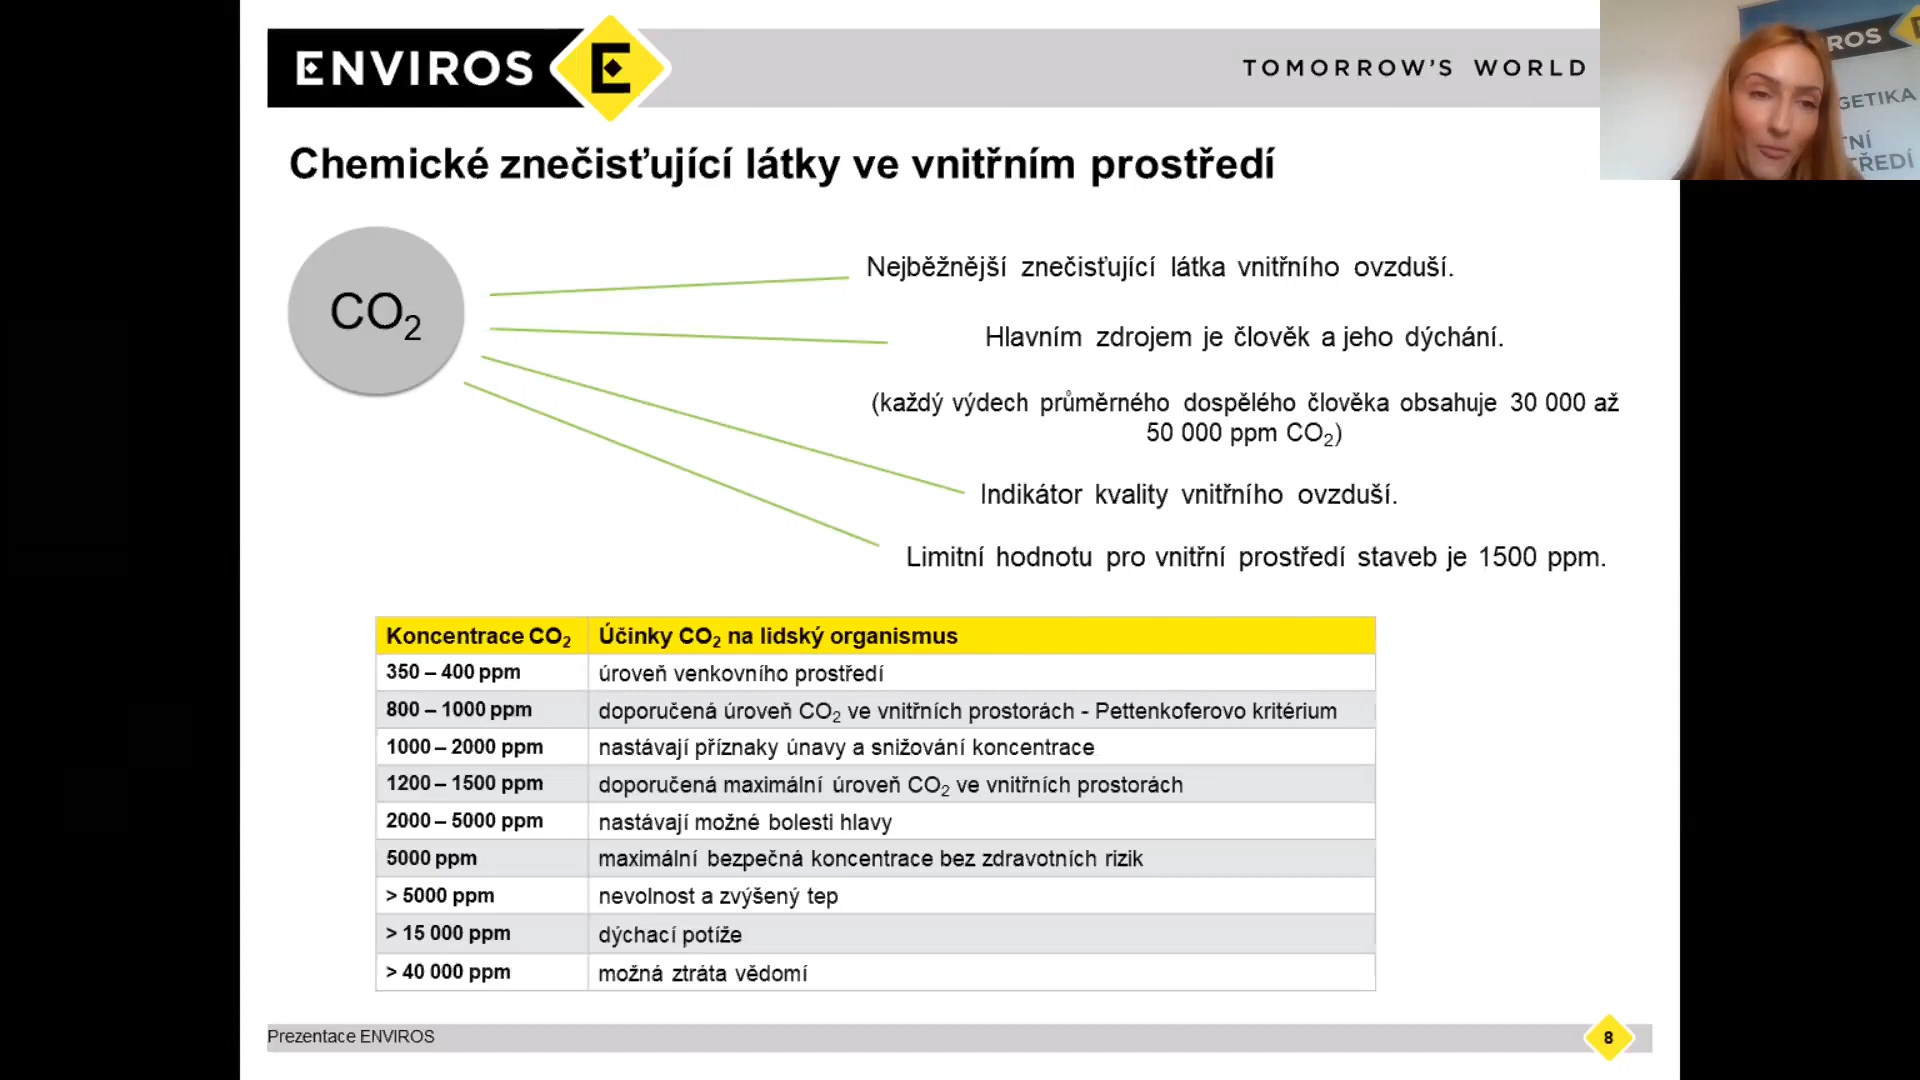 ENVIROS
TOMORROW'S WORLD
ROS
GETIKA
TNÍ
TŘEDÍ
Chemické znečisťující látky ve vnitřním prostředí
CO₂
Nejběžnější znečisťující látka vnitřního ovzduší.
Hlavním zdrojem je člověk a jeho dýchání.
(každý výdech průměrného dospělého člověka obsahuje 30 000 až
50 000 ppm CO₂)
Indikátor kvality vnitřního ovzduší.
Limitní hodnotu pro vnitřní prostředí staveb je 1500 ppm.
Koncentrace CO₂ Účinky CO₂ na lidský organismus
350 – 400 ppm úroveň venkovního prostředí
800 – 1000 ppm doporučená úroveň CO₂ ve vnitřních prostorách - Pettenkoferovo kritérium
1000 – 2000 ppm nastávají příznaky únavy a snižování koncentrace
1200 – 1500 ppm doporučená maximální úroveň CO₂ ve vnitřních prostorách
2000 – 5000 ppm nastávají možné bolesti hlavy
5000 ppm maximální bezpečná koncentrace bez zdravotních rizik
> 5000 ppm nevolnost a zvýšený tep
> 15 000 ppm dýchací potíže
> 40 000 ppm možná ztráta vědomí
Prezentace ENVIROS
8